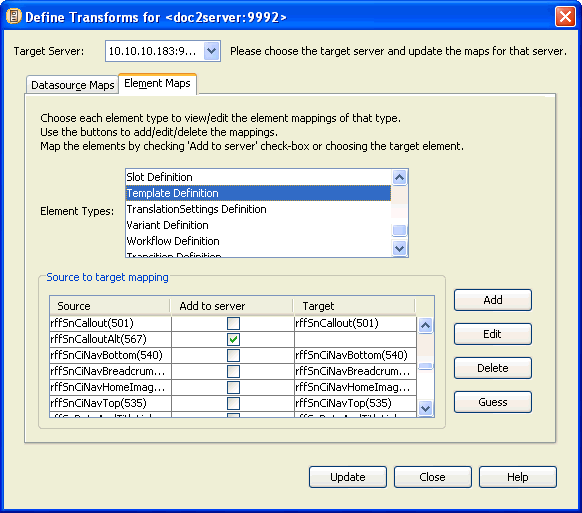 Define Transforms for <doc2server:9992>
Target Server: 10.10.10.183:9... Please choose the target server and update the maps for that server.
Datasource Maps Element Maps
Choose each element type to view/edit the element mappings of that type.
Use the buttons to add/edit/delete the mappings.
Map the elements by checking 'Add to server' check-box or choosing the target element.
Element Types:
Slot Definition
Template Definition
TranslationSettings Definition
Variant Definition
Workflow Definition
Transition Definition
Source to target mapping
Source Add to server Target
rffSnCallout(501) rffSnCallout(501)
rffSnCalloutAlt(567)
rffSnCiNavBottom(540) rffSnCiNavBottom(540)
rffSnCiNavBreadcrum... rffSnCiNavBreadcrum...
rffSnCiNavHomeImag... rffSnCiNavHomeImag...
rffSnCiNavTop(535) rffSnCiNavTop(535)
Add
Edit
Delete
Guess
Update Close Help